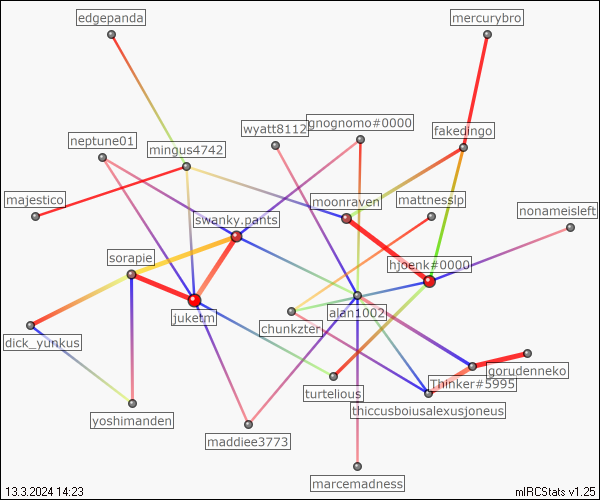 edgepanda
mercurybro
gnognomo#0000
wyatt8112
fakedingo
neptune01
mingus4742
majestico
moonraven
mattnesslp
nonameisleft
swanky.pants
sorapie
hjoenk#0000
juketm
alan1002
chunkzter
dick_yunkus
gorudenneko
Thinker#5995
turtelious
thiccusboiusalexusjoneus
yoshimanden
maddiee3773
marcemadness
13.3.2024 14:23
mIRCStats v1.25